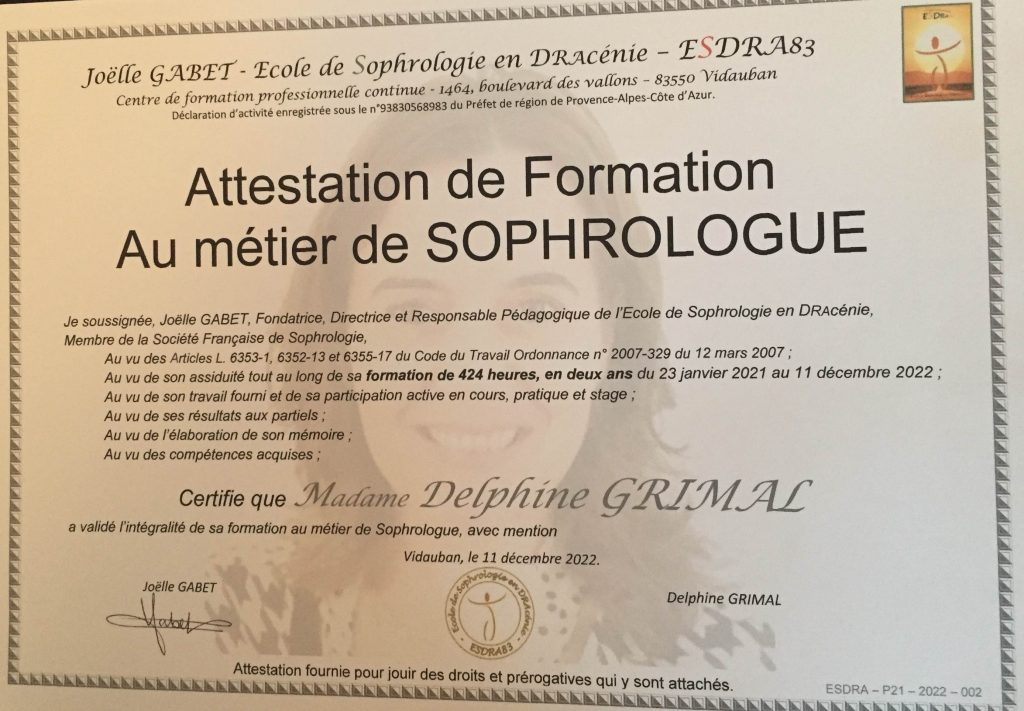 Joëlle GABET - Ecole de Sophrologie en DRAcénie – ESDRA83
Centre de formation professionnelle continue - 1464, boulevard des vallons – 83550 Vidauban
Déclaration d'activité enregistrée sous le n°93830568983 du Préfet de région de Provence-Alpes-Côte d'Azur.
ESDRA
Attestation de Formation
Au métier de SOPHROLOGUE
Je soussignée, Joëlle GABET, Fondatrice, Directrice et Responsable Pédagogique de l'Ecole de Sophrologie en DRAcénie,
Membre de la Société Française de Sophrologie,
Au vu des Articles L. 6353-1, 6352-13 et 6355-17 du Code du Travail Ordonnance n° 2007-329 du 12 mars 2007 ;
Au vu de son assiduité tout au long de sa formation de 424 heures, en deux ans du 23 janvier 2021 au 11 décembre 2022 ;
Au vu de son travail fourni et de sa participation active en cours, pratique et stage ;
Au vu de ses résultats aux partiels ;
Au vu de l'élaboration de son mémoire ;
Au vu des compétences acquises ;
Certifie que Madame Delphine GRIMAL
a validé l'intégralité de sa formation au métier de Sophrologue, avec mention
Vidauban, le 11 décembre 2022.
Joëlle GABET
Gabet
Ecole de Sophrologie en DRAcénie
ESDRA83
Delphine GRIMAL
Attestation fournie pour jouir des droits et prérogatives qui y sont attachés.
ESDRA – P21 – 2022 – 002